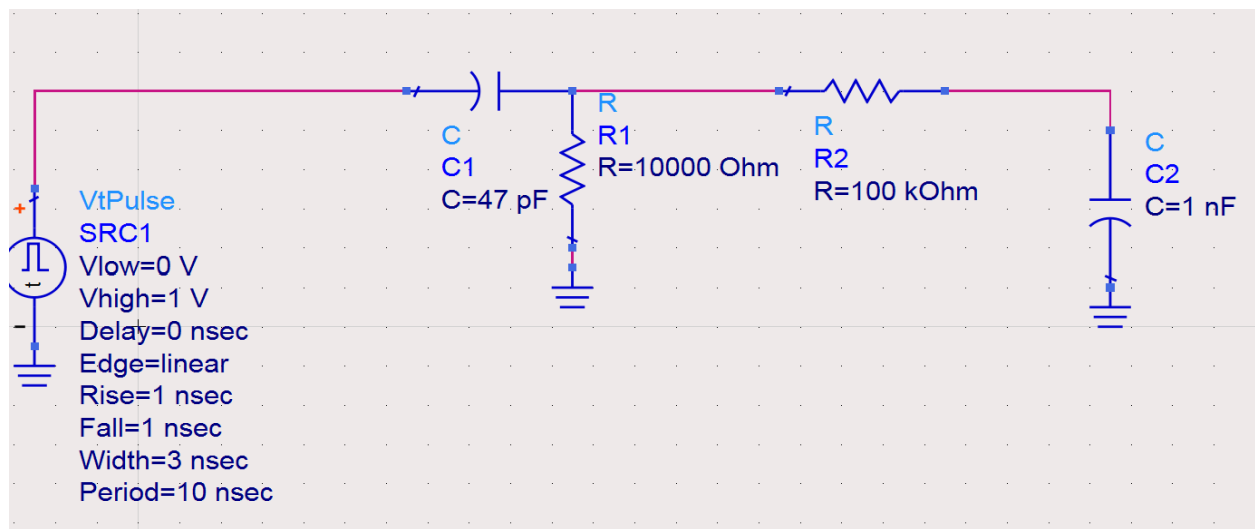 VtPulse
SRC1
Vlow=0 V
Vhigh=1 V
Delay=0 nsec
Edge=linear
Rise=1 nsec
Fall=1 nsec
Width=3 nsec
Period=10 nsec
+
t
−
C
C1
C=47 pF
R
R1
R=10000 Ohm
R
R2
R=100 kOhm
C
C2
C=1 nF